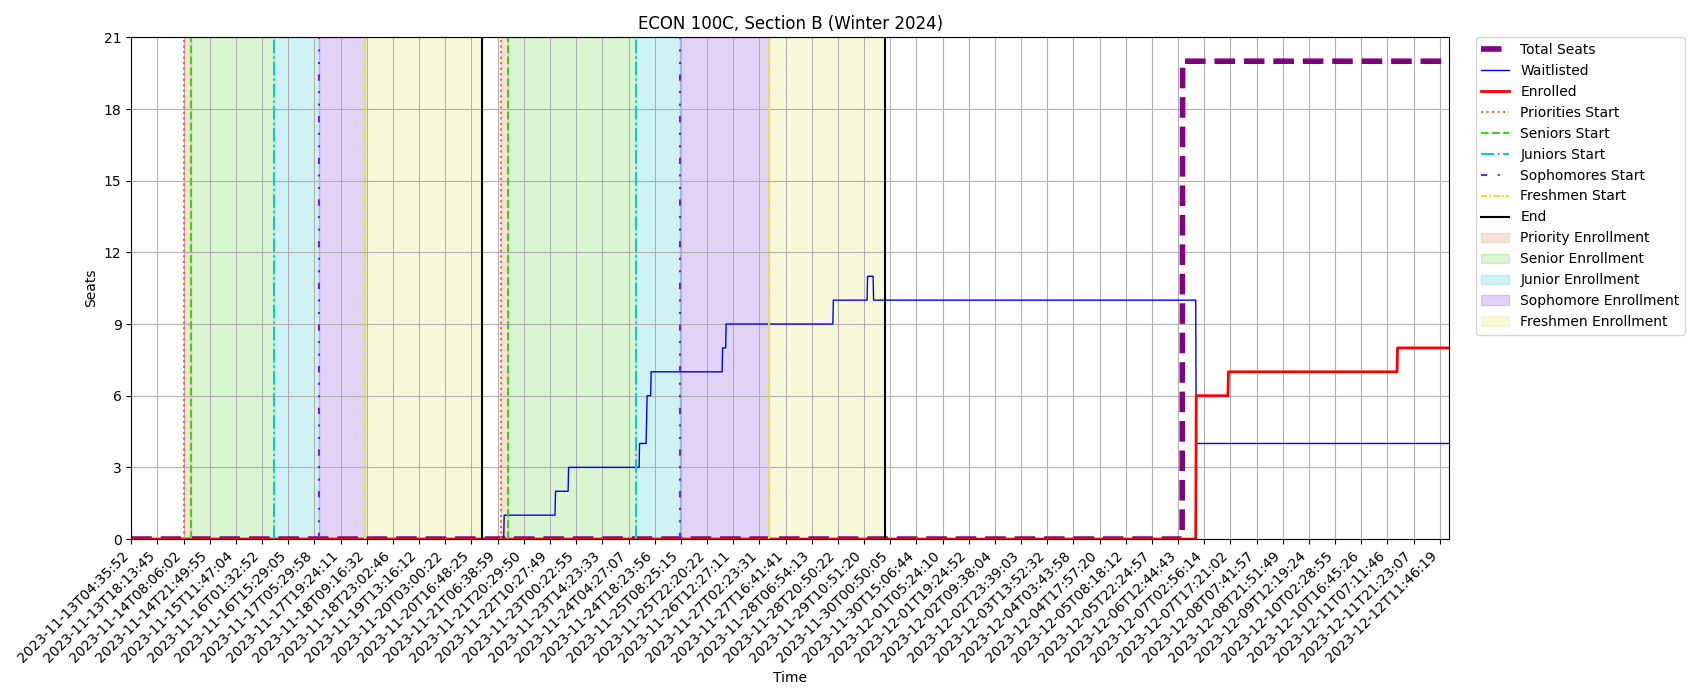 ECON 100C, Section B (Winter 2024)
21
18
15
12
9
6
3
0
Seats
2023-11-13T04:35:52
2023-11-13T18:13:45
2023-11-14T08:06:02
2023-11-14T21:49:55
2023-11-15T11:47:04
2023-11-16T01:32:52
2023-11-16T15:29:05
2023-11-17T05:29:58
2023-11-17T19:24:11
2023-11-18T09:16:32
2023-11-18T23:02:46
2023-11-19T13:16:12
2023-11-20T03:00:22
2023-11-20T16:48:25
2023-11-21T06:38:59
2023-11-21T20:29:50
2023-11-22T10:27:49
2023-11-23T00:22:55
2023-11-23T14:23:33
2023-11-24T04:27:07
2023-11-24T18:23:56
2023-11-25T08:25:15
2023-11-25T22:20:22
2023-11-26T12:27:11
2023-11-27T02:23:31
2023-11-27T16:41:41
2023-11-28T06:54:13
2023-11-28T20:50:22
2023-11-29T10:51:20
2023-11-30T00:50:05
2023-11-30T15:06:44
2023-12-01T05:24:10
2023-12-01T19:24:52
2023-12-02T09:38:04
2023-12-02T23:39:03
2023-12-03T13:52:32
2023-12-04T03:43:58
2023-12-04T17:57:20
2023-12-05T08:18:12
2023-12-05T22:24:57
2023-12-06T12:44:43
2023-12-07T02:56:14
2023-12-07T17:21:02
2023-12-08T07:41:57
2023-12-08T21:51:49
2023-12-09T12:19:24
2023-12-10T02:28:55
2023-12-10T16:45:26
2023-12-11T07:11:46
2023-12-11T21:23:07
2023-12-12T11:46:19
Time
Total Seats
Waitlisted
Enrolled
Priorities Start
Seniors Start
Juniors Start
Sophomores Start
Freshmen Start
End
Priority Enrollment
Senior Enrollment
Junior Enrollment
Sophomore Enrollment
Freshmen Enrollment